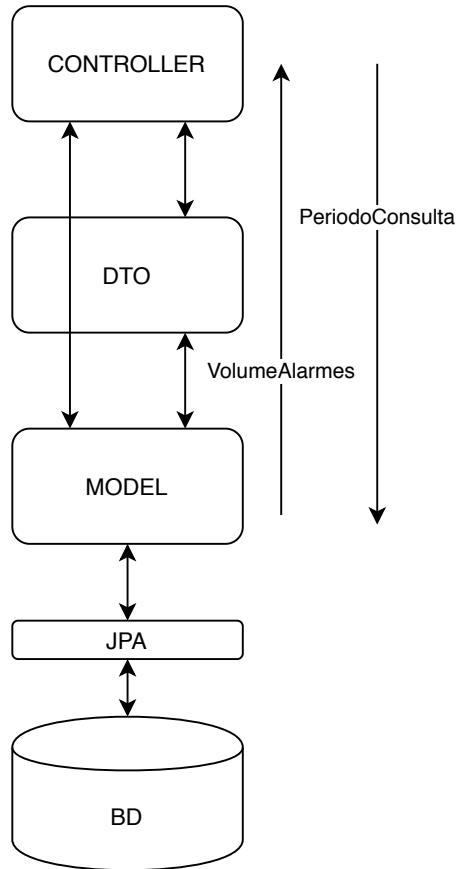 CONTROLLER
PeriodoConsulta
DTO
VolumeAlarmes
MODEL
JPA
BD